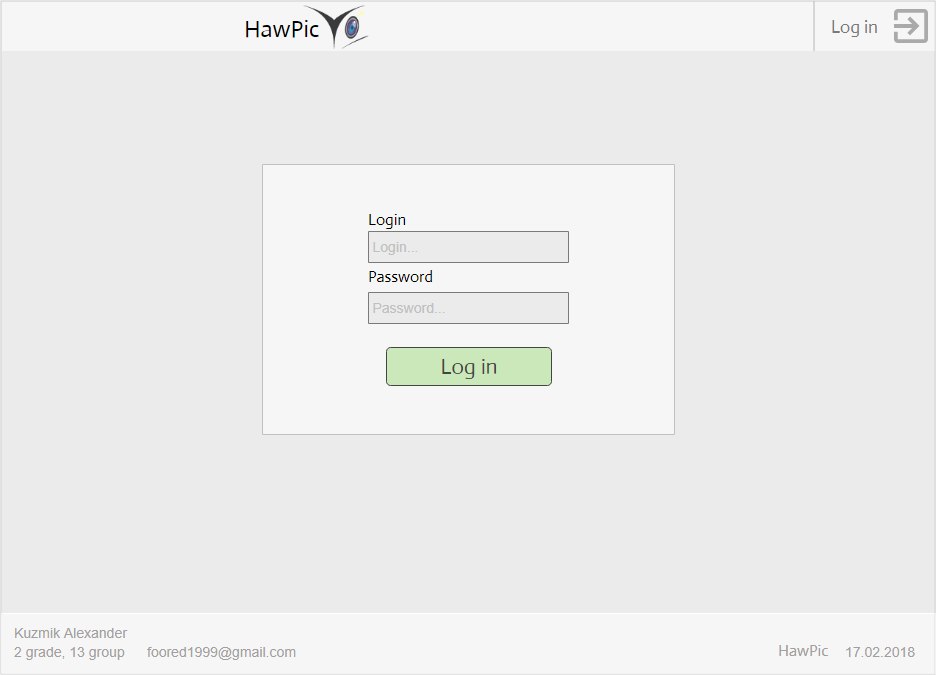 HawPic
Log in
Login
Login...
Password
Password...
Log in
Kuzmik Alexander
2 grade, 13 group foored1999@gmail.com
HawPic 17.02.2018